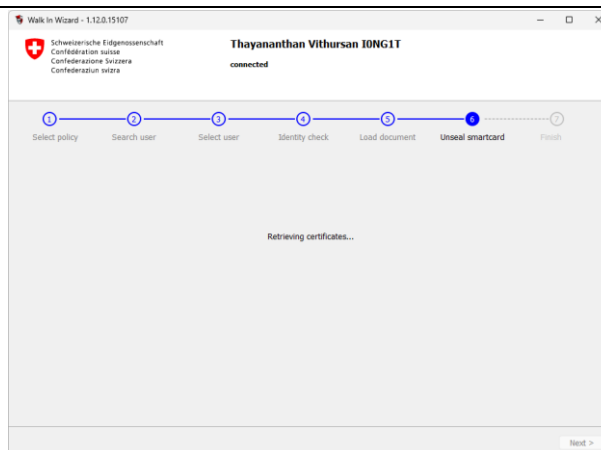 Walk In Wizard - 1.12.0.15107
Schweizerische Eidgenossenschaft
Confédération suisse
Confederazione Svizzera
Confederaziun svizra
Thayananthan Vithursan I0NG1T
connected
1 2 3 4 5 6 7
Select policy Search user Select user Identity check Load document Unseal smartcard Finish
Retrieving certificates...
Next >